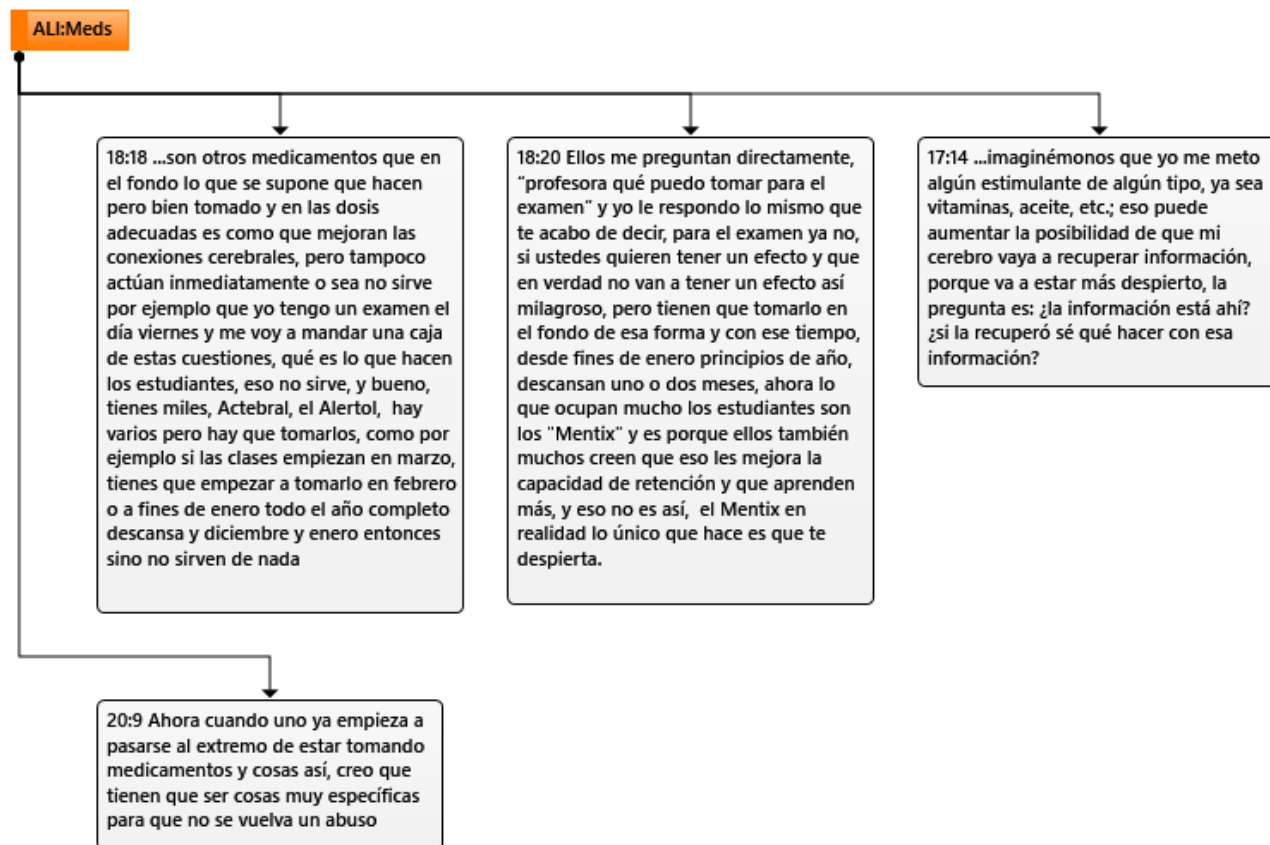 ALI:Meds
18:18 ...son otros medicamentos que en
el fondo lo que se supone que hacen
pero bien tomado y en las dosis
adecuadas es como que mejoran las
conexiones cerebrales, pero tampoco
actúan inmediatamente o sea no sirve
por ejemplo que yo tengo un examen el
día viernes y me voy a mandar una caja
de estas cuestiones, qué es lo que hacen
los estudiantes, eso no sirve, y bueno,
tienes miles, Actebral, el Alertol, hay
varios pero hay que tomarlos, como por
ejemplo si las clases empiezan en marzo,
tienes que empezar a tomarlo en febrero
o a fines de enero todo el año completo
descansa y diciembre y enero entonces
sino no sirven de nada
18:20 Ellos me preguntan directamente,
“profesora qué puedo tomar para el
examen” y yo le respondo lo mismo que
te acabo de decir, para el examen ya no,
si ustedes quieren tener un efecto y que
en verdad no van a tener un efecto así
milagroso, pero tienen que tomarlo en
el fondo de esa forma y con ese tiempo,
desde fines de enero principios de año,
descansan uno o dos meses, ahora lo
que ocupan mucho los estudiantes son
los "Mentix" y es porque ellos también
muchos creen que eso les mejora la
capacidad de retención y que aprenden
más, y eso no es así, el Mentix en
realidad lo único que hace es que te
despierta.
17:14 ...imaginémonos que yo me meto
algún estimulante de algún tipo, ya sea
vitaminas, aceite, etc.; eso puede
aumentar la posibilidad de que mi
cerebro vaya a recuperar información,
porque va a estar más despierto, la
pregunta es: ¿la información está ahí?
¿si la recuperó sé qué hacer con esa
información?
20:9 Ahora cuando uno ya empieza a
pasarse al extremo de estar tomando
medicamentos y cosas así, creo que
tienen que ser cosas muy específicas
para que no se vuelva un abuso